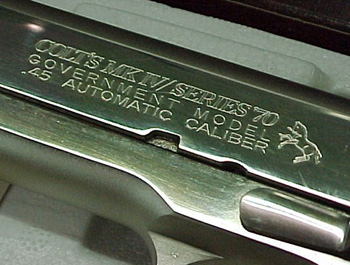 COLT'S MK IV / SERIES '70
GOVERNMENT MODEL
.45 AUTOMATIC CALIBER